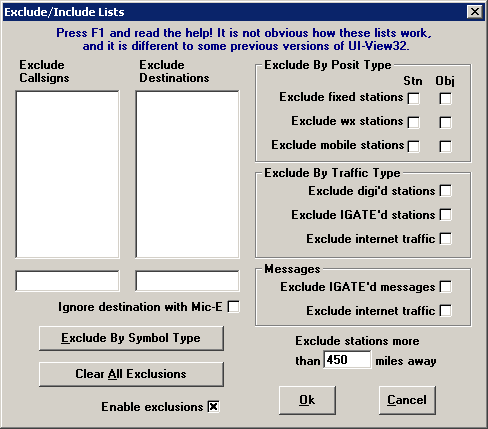 Exclude/Include Lists
Press F1 and read the help! It is not obvious how these lists work,
and it is different to some previous versions of UI-View32.
Exclude
Callsigns
Exclude
Destinations
Ignore destination with Mic-E
Exclude By Symbol Type
Clear All Exclusions
Enable exclusions
Exclude By Posit Type
Stn Obj
Exclude fixed stations
Exclude wx stations
Exclude mobile stations
Exclude By Traffic Type
Exclude digi'd stations
Exclude IGATE'd stations
Exclude internet traffic
Messages
Exclude IGATE'd messages
Exclude internet traffic
Exclude stations more
than 450 miles away
Ok
Cancel